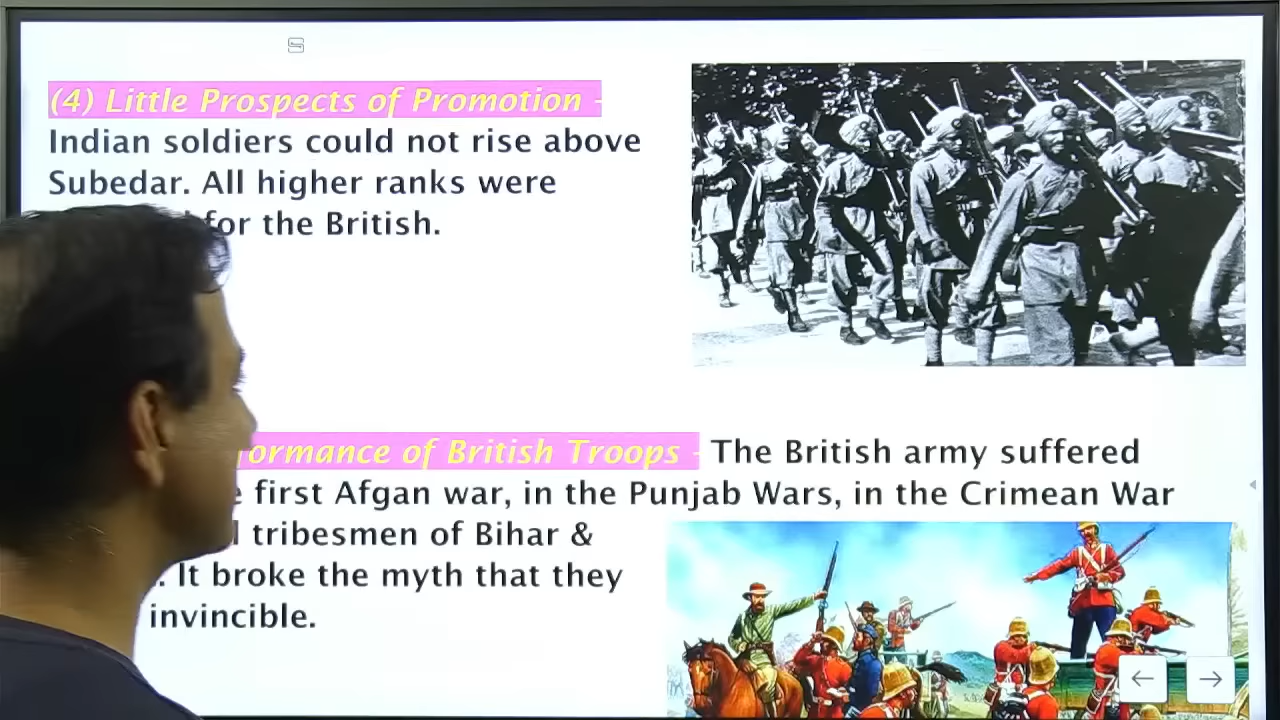 (4) Little Prospects of Promotion -
Indian soldiers could not rise above
Subedar. All higher ranks were
for the British.
of British Troops - The British army suffered
first Afgan war, in the Punjab Wars, in the Crimean War
tribesmen of Bihar &
It broke the myth that they
invincible.